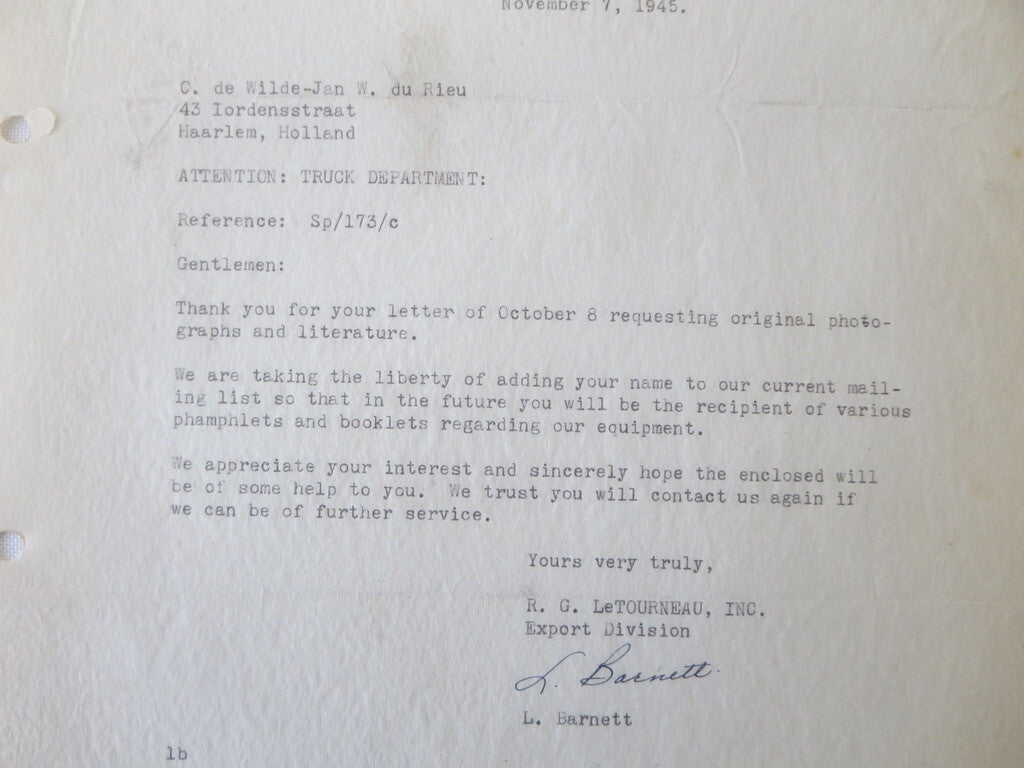 November 7, 1945.
C. de Wilde-Jan W. du Rieu
43 Iordensstraat
Haarlem, Holland
ATTENTION: TRUCK DEPARTMENT:
Reference: Sp/173/c
Gentlemen:
Thank you for your letter of October 8 requesting original photo-
graphs and literature.
We are taking the liberty of adding your name to our current mail-
ing list so that in the future you will be the recipient of various
phamphlets and booklets regarding our equipment.
We appreciate your interest and sincerely hope the enclosed will
be of some help to you. We trust you will contact us again if
we can be of further service.
Yours very truly,
R. G. LeTOURNEAU, INC.
Export Division
L. Barnett
L. Barnett
lb